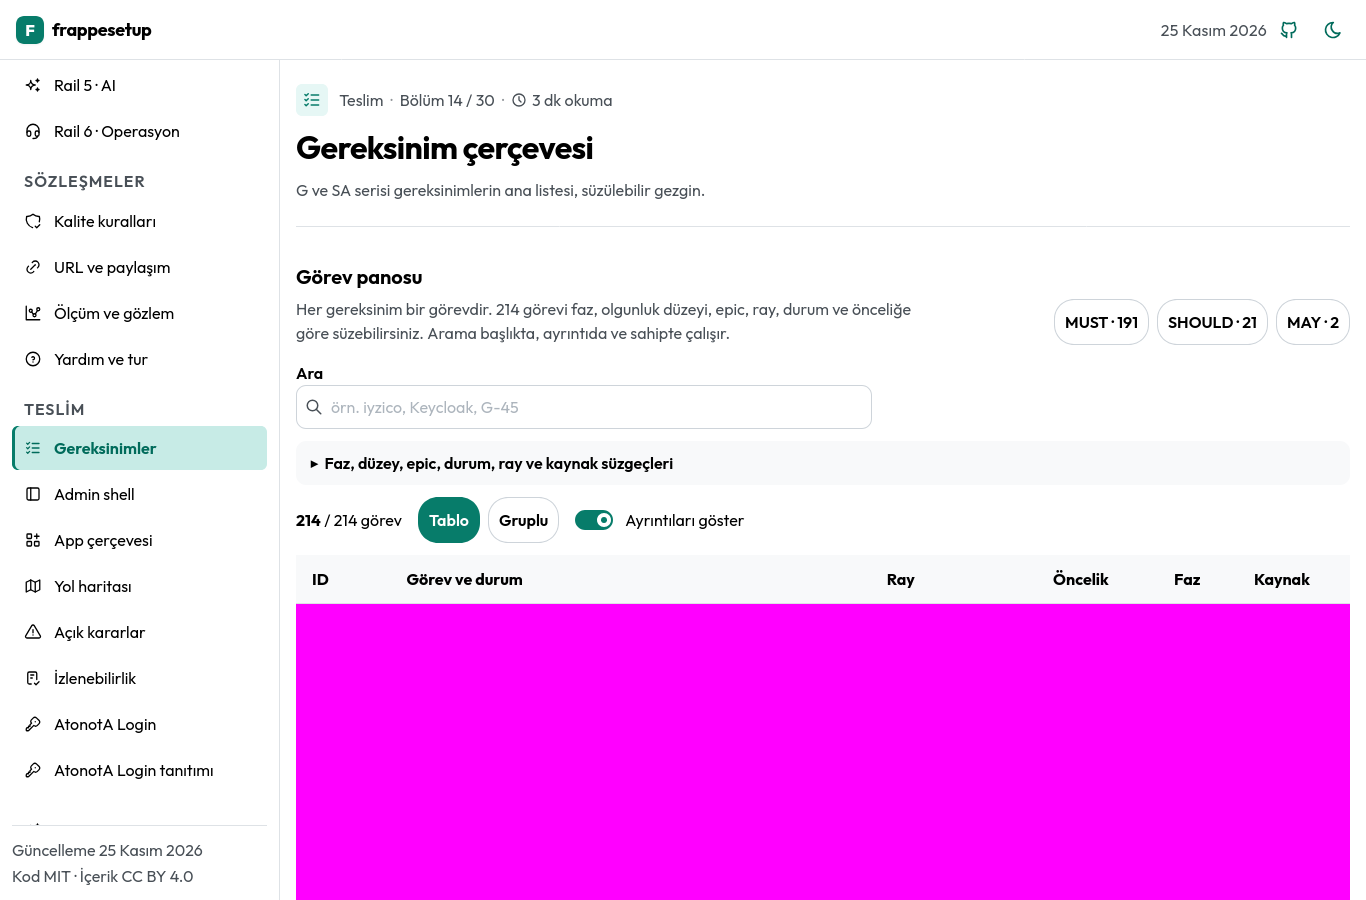 F frappesetup
25 Kasım 2026
Rail 5 · AI
Rail 6 · Operasyon
SÖZLEŞMELER
Kalite kuralları
URL ve paylaşım
Ölçüm ve gözlem
Yardım ve tur
TESLİM
Gereksinimler
Admin shell
App çerçevesi
Yol haritası
Açık kararlar
İzlenebilirlik
AtonotA Login
AtonotA Login tanıtımı
Güncelleme 25 Kasım 2026
Kod MIT · İçerik CC BY 4.0
Teslim · Bölüm 14 / 30 · 3 dk okuma
Gereksinim çerçevesi
G ve SA serisi gereksinimlerin ana listesi, süzülebilir gezgin.
Görev panosu
Her gereksinim bir görevdir. 214 görevi faz, olgunluk düzeyi, epic, ray, durum ve önceliğe
göre süzebilirsiniz. Arama başlıkta, ayrıntıda ve sahipte çalışır.
MUST · 191 SHOULD · 21 MAY · 2
Ara
örn. iyzico, Keycloak, G-45
▸ Faz, düzey, epic, durum, ray ve kaynak süzgeçleri
214 / 214 görev Tablo Gruplu Ayrıntıları göster
ID Görev ve durum Ray Öncelik Faz Kaynak